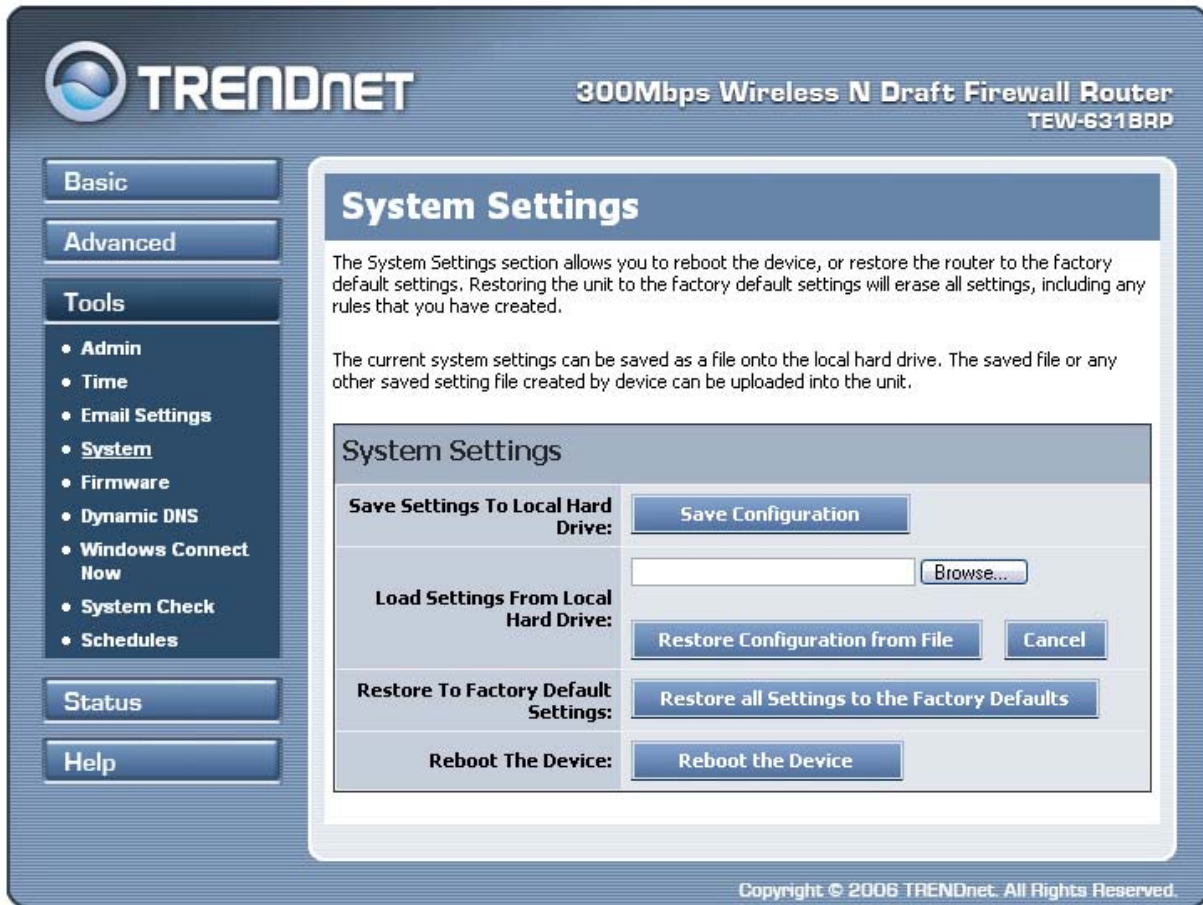 TRENDNET
300Mbps Wireless N Draft Firewall Router
TEW-631BRP
Basic
Advanced
Tools
• Admin
• Time
• Email Settings
• System
• Firmware
• Dynamic DNS
• Windows Connect
Now
• System Check
• Schedules
Status
Help
System Settings
The System Settings section allows you to reboot the device, or restore the router to the factory
default settings. Restoring the unit to the factory default settings will erase all settings, including any
rules that you have created.
The current system settings can be saved as a file onto the local hard drive. The saved file or any
other saved setting file created by device can be uploaded into the unit.
System Settings
Save Settings To Local Hard
Drive:
Save Configuration
Load Settings From Local
Hard Drive:
Browse...
Restore Configuration from File
Cancel
Restore To Factory Default
Settings:
Restore all Settings to the Factory Defaults
Reboot The Device:
Reboot the Device
Copyright © 2006 TRENDnet. All Rights Reserved.